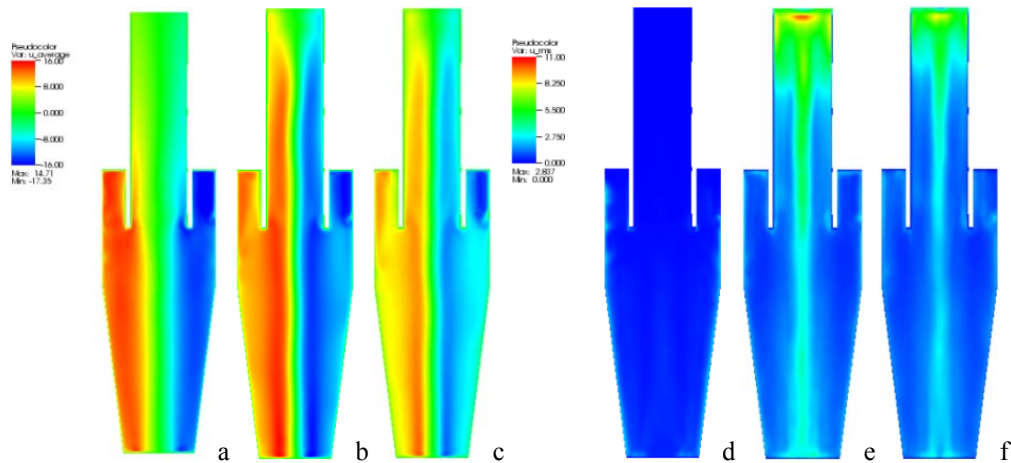 Pseudocolor
Var: u_average
16.00
8.000
0.000
-8.000
-16.00
Max: 14.71
Min: -17.35
a
b
c
Pseudocolor
Var: u_rms
11.00
8.250
5.500
2.750
0.000
Max: 2.837
Min: 0.000
d
e
f